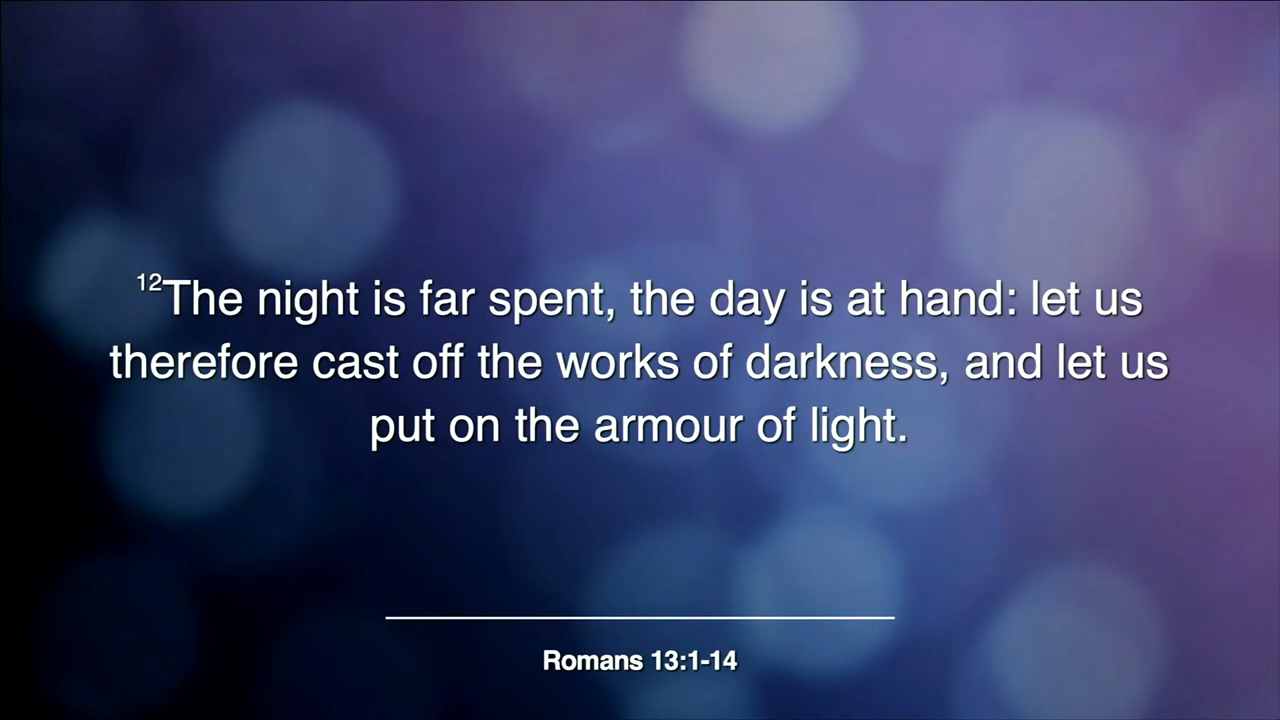 12The night is far spent, the day is at hand: let us
therefore cast off the works of darkness, and let us
put on the armour of light.
Romans 13:1-14